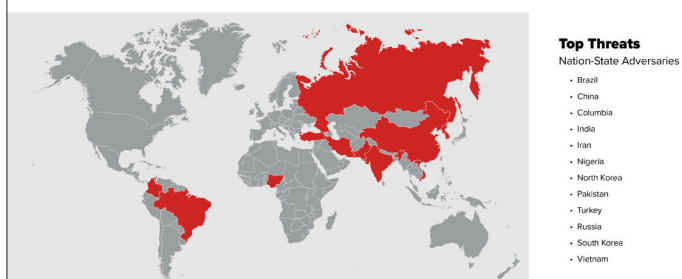 Top Threats
Nation-State Adversaries
• Brazil
• China
• Columbia
• India
• Iran
• Nigeria
• North Korea
• Pakistan
• Turkey
• Russia
• South Korea
• Vietnam